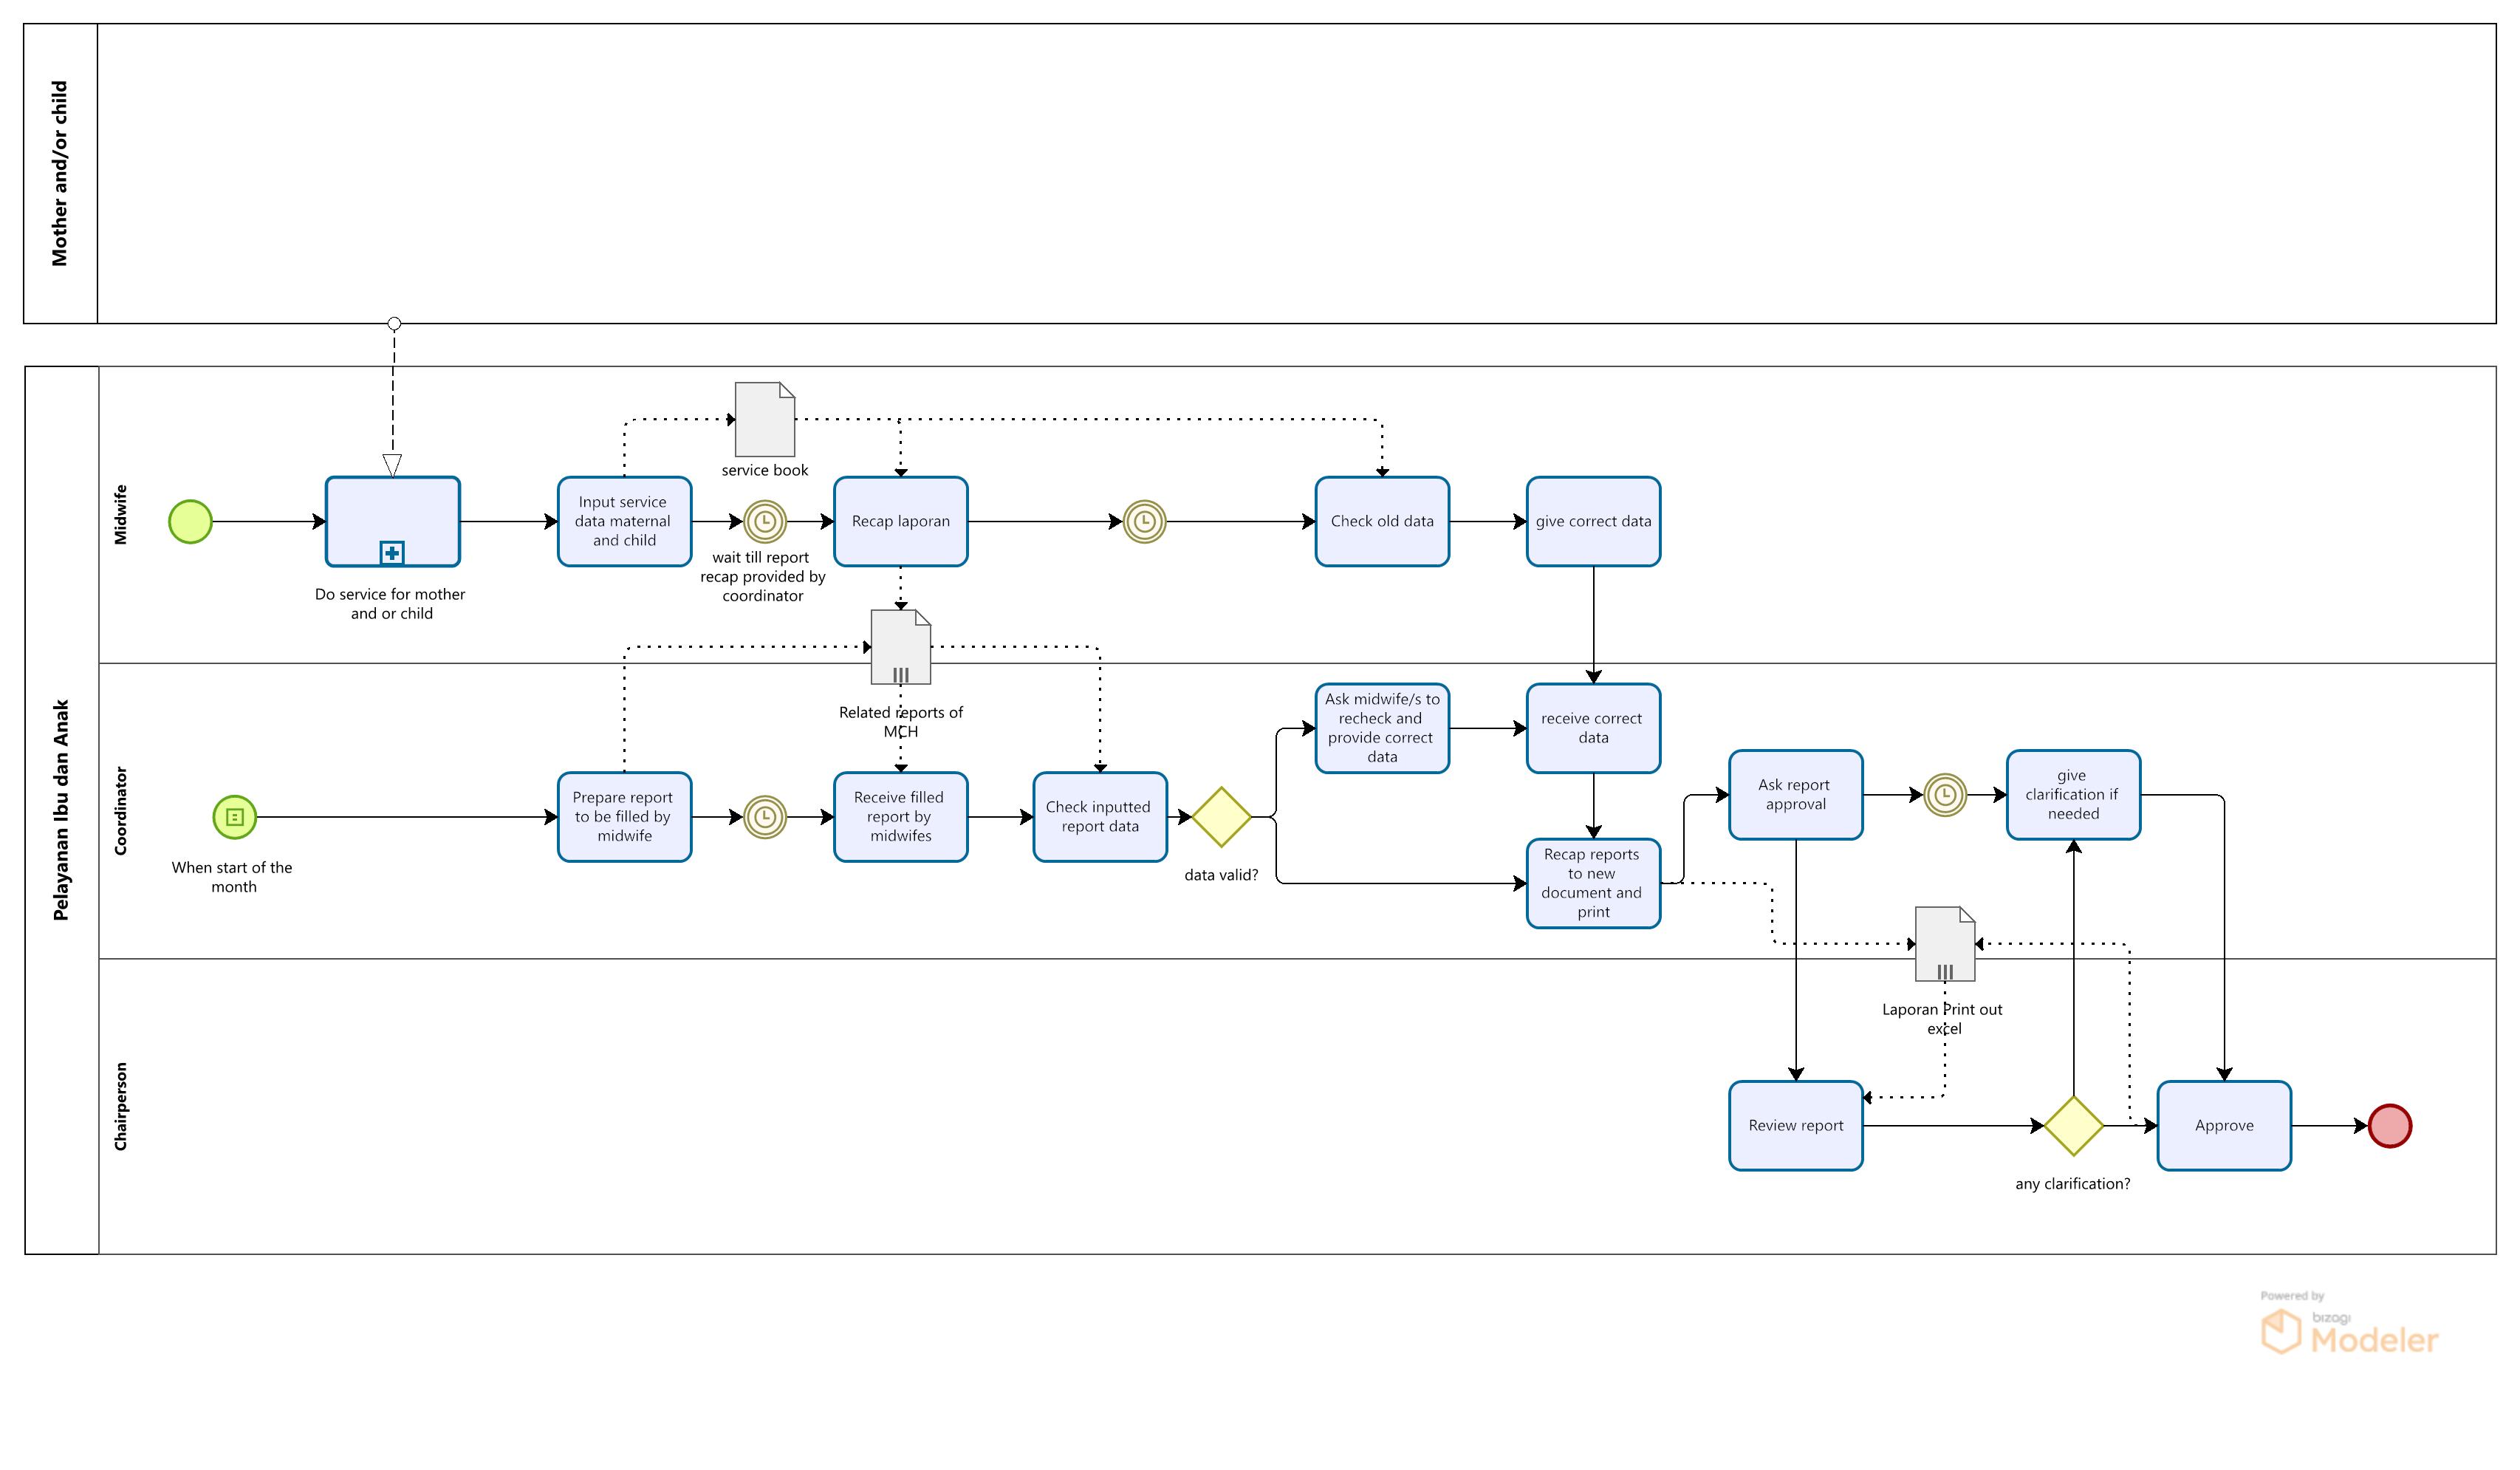 Mother and/or child
Pelayanan Ibu dan Anak
Midwife
service book
Do service for mother
and or child
Input service
data maternal
and child
wait till report
recap provided by
coordinator
Recap laporan
Check old data
give correct data
Related reports of
MCH
Coordinator
When start of the
month
Prepare report
to be filled by
midwife
Receive filled
report by
midwifes
Check inputted
report data
data valid?
Ask midwife/s to
recheck and
provide correct
data
receive correct
data
Recap reports
to new
document and
print
Ask report
approval
give
clarification if
needed
Laporan Print out
excel
Chairperson
Review report
any clarification?
Approve
Powered by
bizagi
Modeler